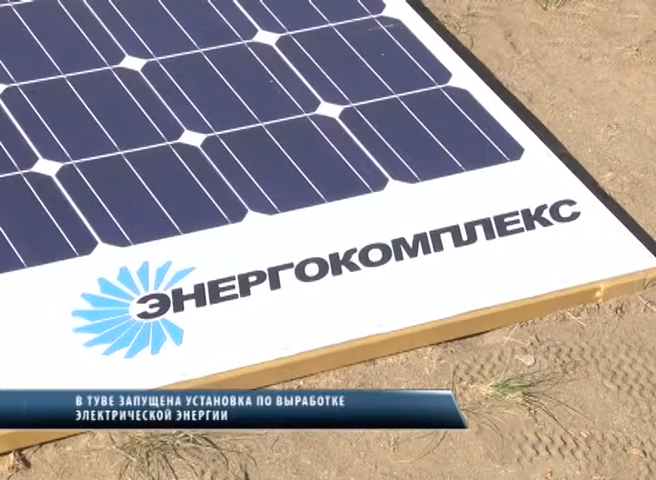 ЭНЕРГОКОМПЛЕКС
В ТУВЕ ЗАПУЩЕНА УСТАНОВКА ПО ВЫРАБОТКЕ
ЭЛЕКТРИЧЕСКОЙ ЭНЕРГИИ